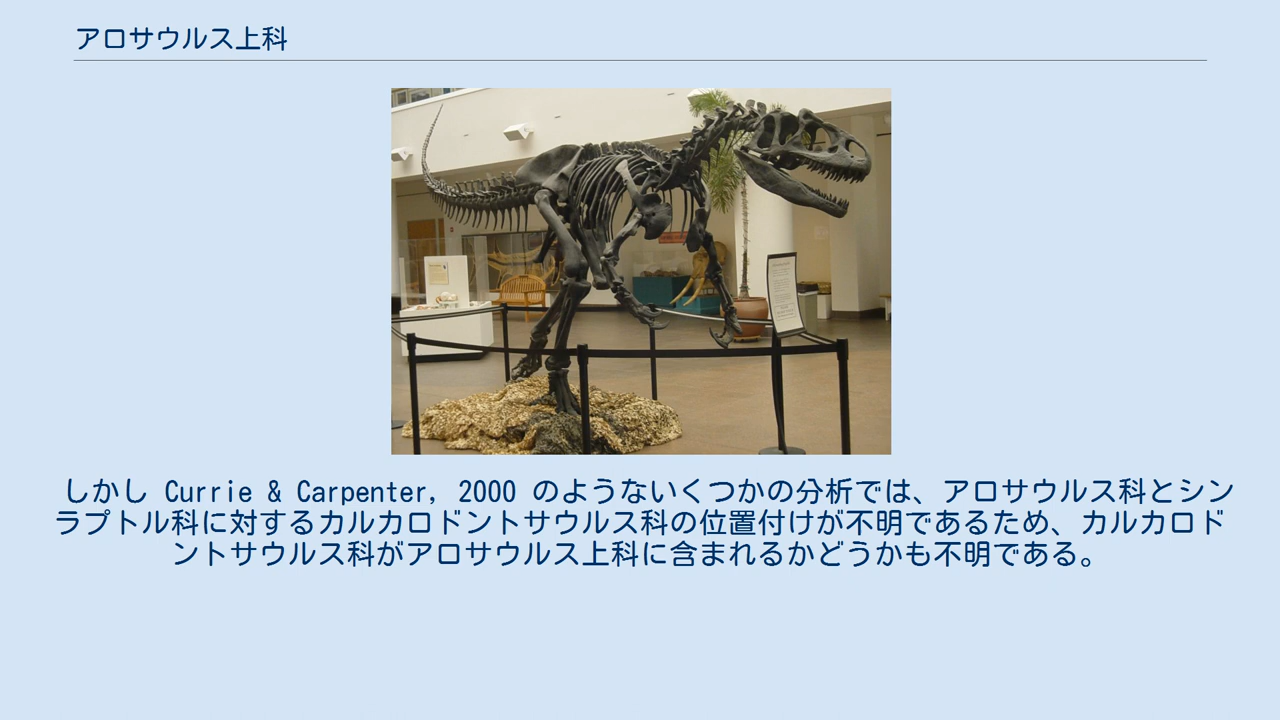 アロサウルス上科
しかし Currie & Carpenter, 2000 のようないくつかの分析では、アロサウルス科とシン
ラプトル科に対するカルカロドントサウルス科の位置付けが不明であるため、カルカロド
ントサウルス科がアロサウルス上科に含まれるかどうかも不明である。